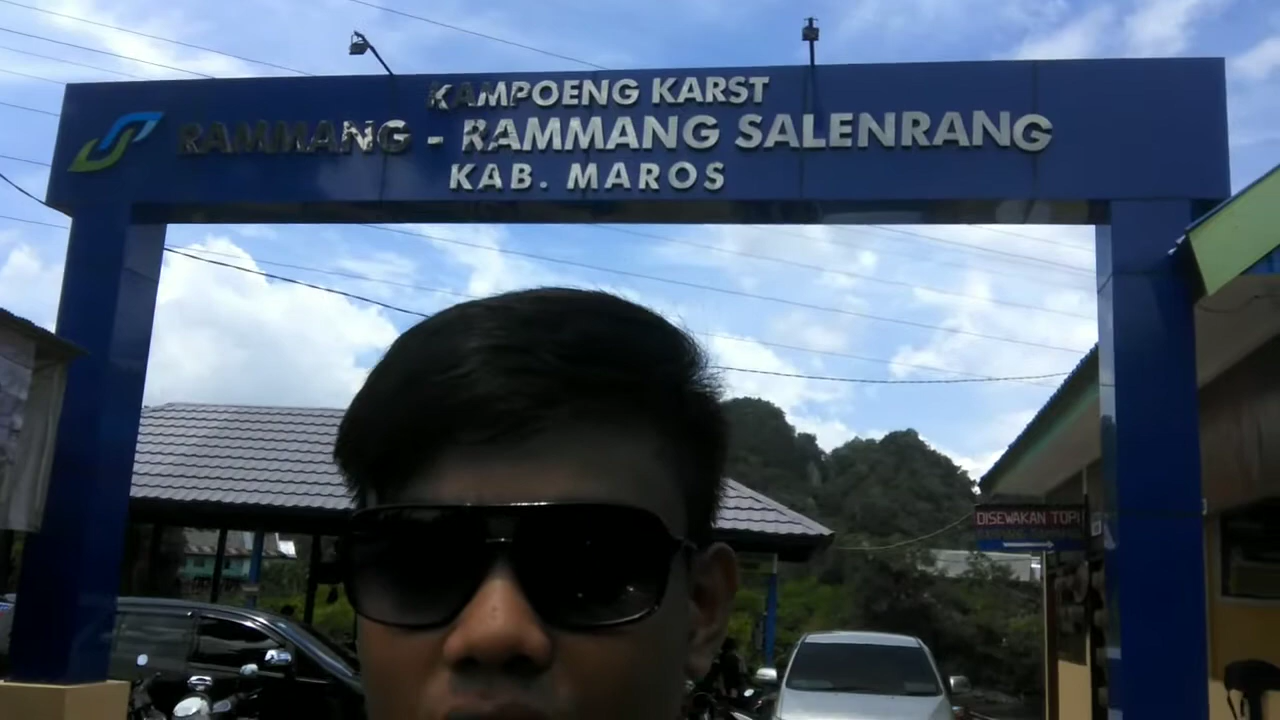 KAMPOENG KARST
RAMMANG - RAMMANG SALENRANG
KAB. MAROS
DISEWAKAN TOPI